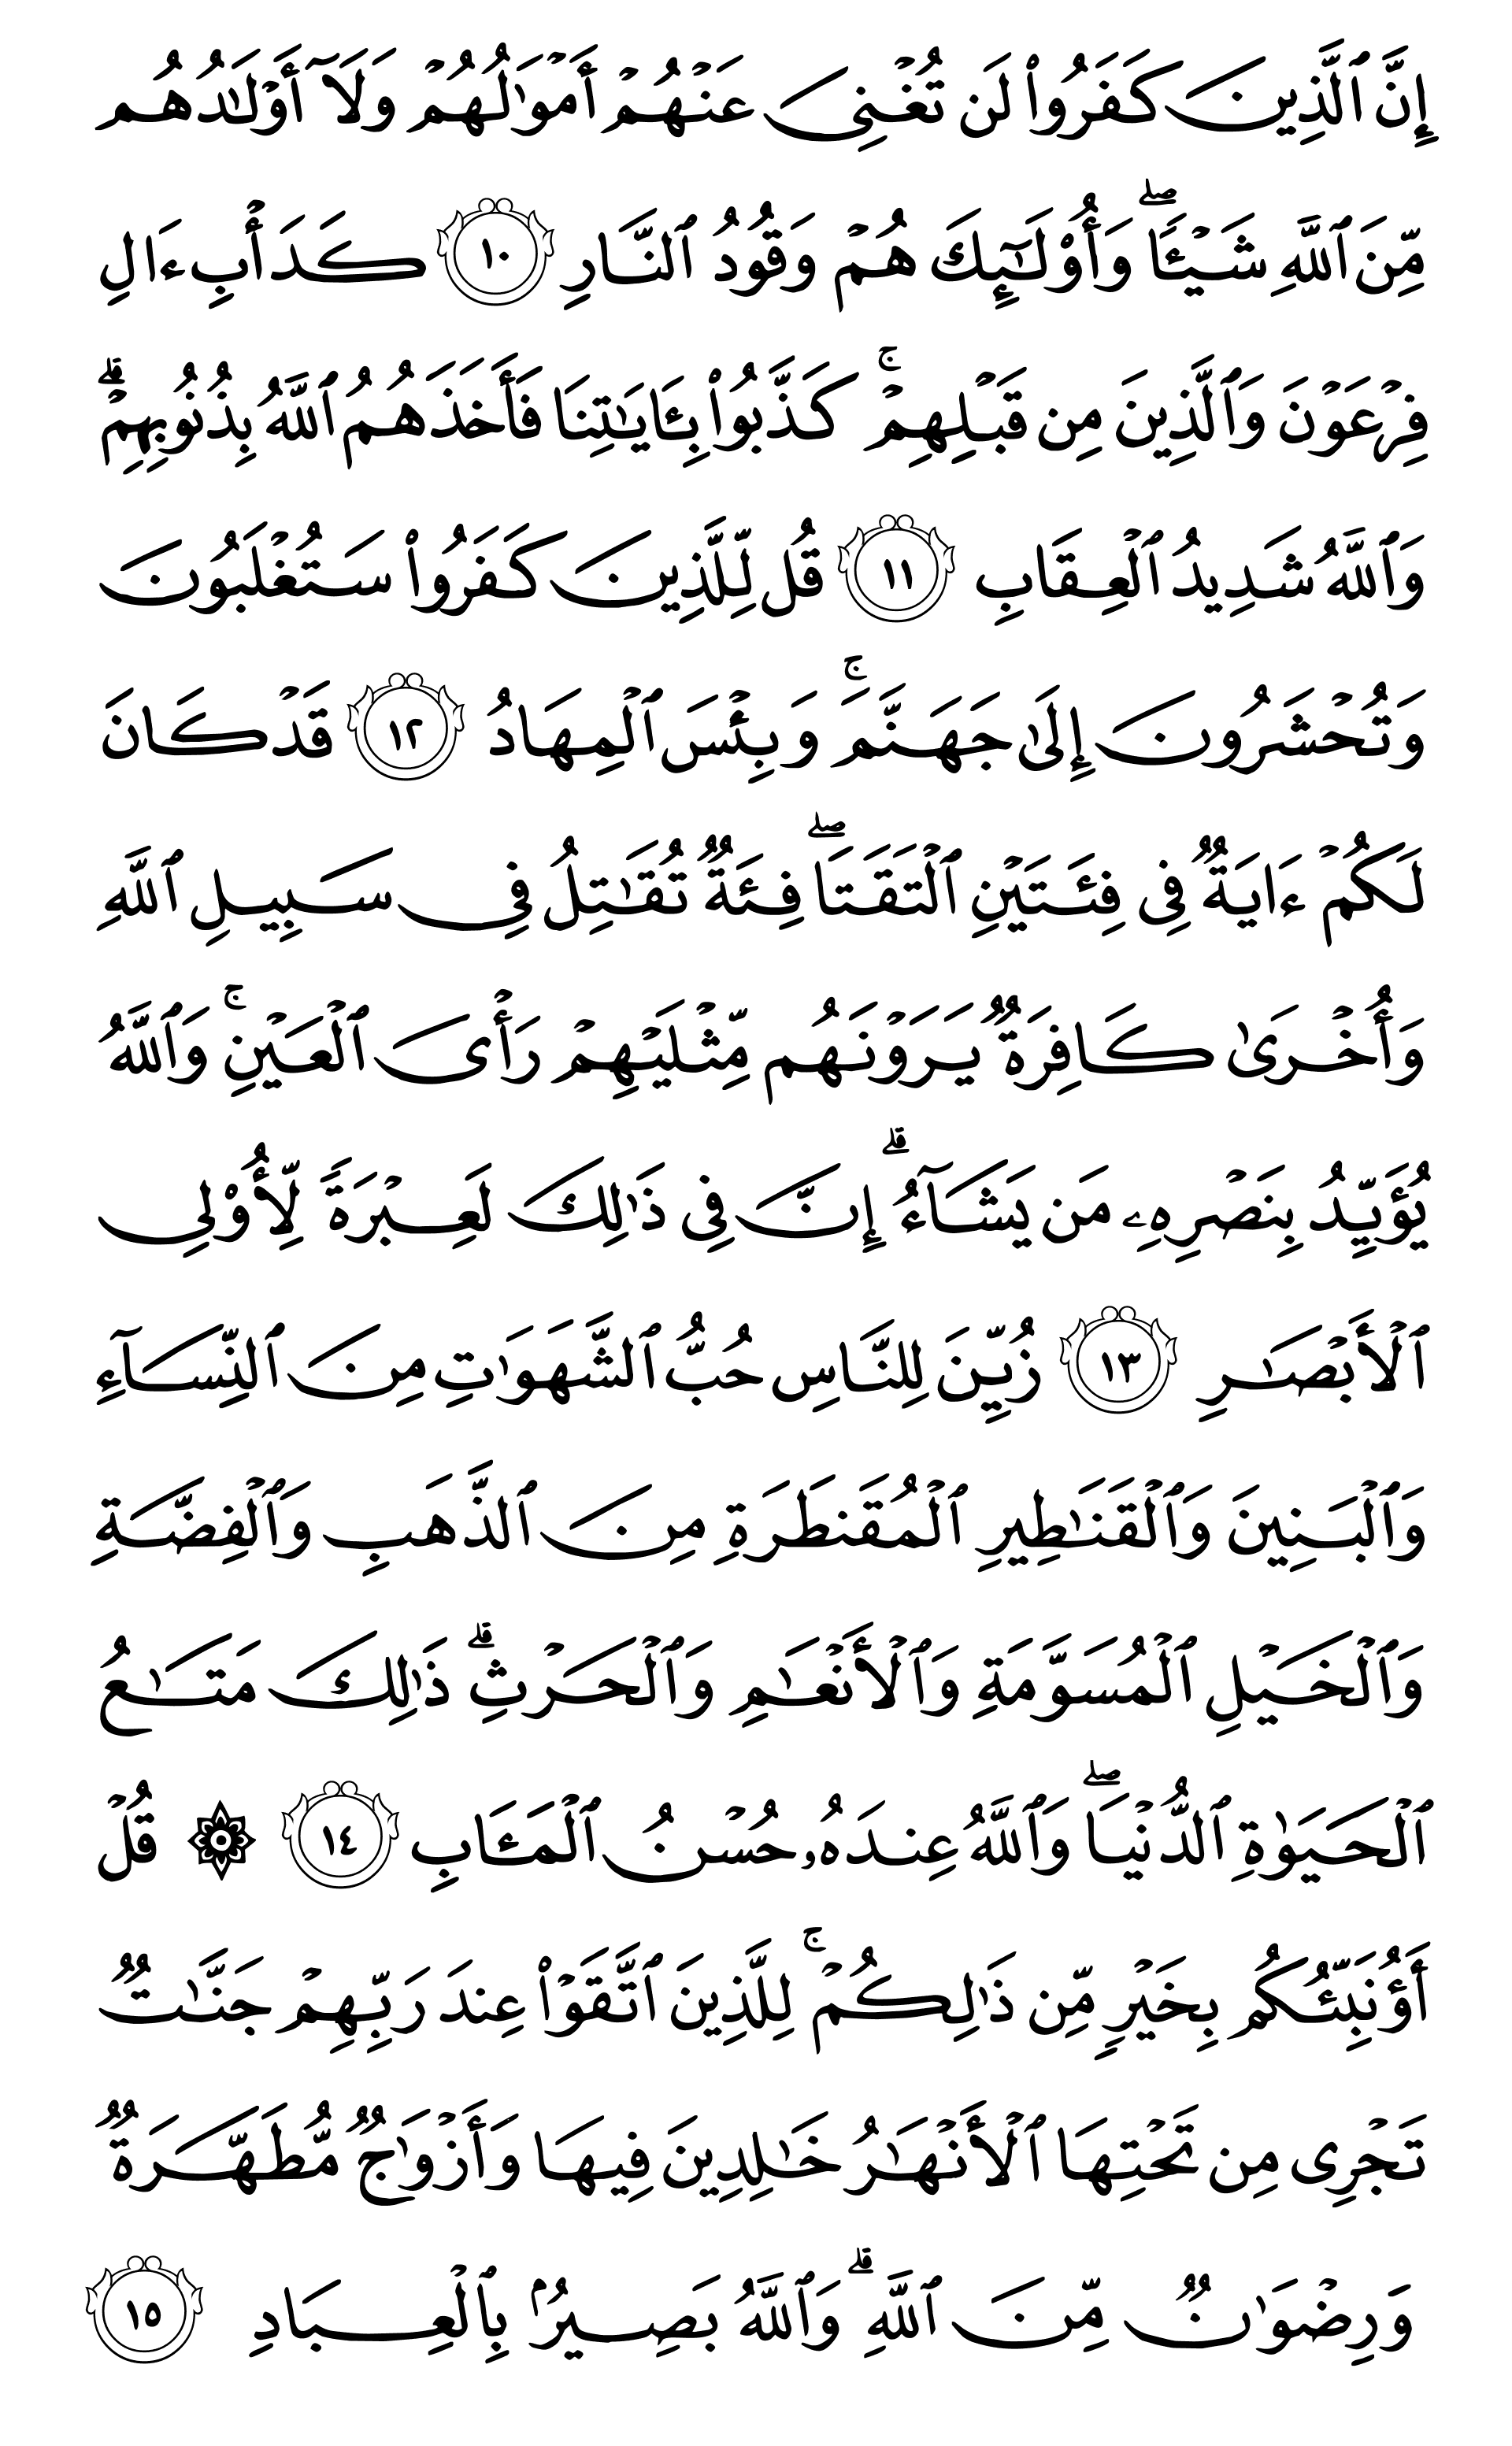 إِنَّ ٱلَّذِينَ كَفَرُوا۟ لَن تُغْنِىَ عَنْهُمْ أَمْوَٰلُهُمْ وَلَآ أَوْلَـٰدُهُم
مِّنَ ٱللَّهِ شَيْـًٔا ۖ وَأُو۟لَـٰٓئِكَ هُمْ وَقُودُ ٱلنَّارِ ١٠ كَدَأْبِ ءَالِ
فِرْعَوْنَ وَٱلَّذِينَ مِن قَبْلِهِمْ ۚ كَذَّبُوا۟ بِـَٔايَـٰتِنَا فَأَخَذَهُمُ ٱللَّهُ بِذُنُوبِهِمْ ۗ
وَٱللَّهُ شَدِيدُ ٱلْعِقَابِ ١١ قُل لِّلَّذِينَ كَفَرُوا۟ سَتُغْلَبُونَ
وَتُحْشَرُونَ إِلَىٰ جَهَنَّمَ ۚ وَبِئْسَ ٱلْمِهَادُ ١٢ قَدْ كَانَ
لَكُمْ ءَايَةٌ فِى فِئَتَيْنِ ٱلْتَقَتَا ۖ فِئَةٌ تُقَـٰتِلُ فِى سَبِيلِ ٱللَّهِ
وَأُخْرَىٰ كَافِرَةٌ يَرَوْنَهُم مِّثْلَيْهِمْ رَأْىَ ٱلْعَيْنِ ۚ وَٱللَّهُ
يُؤَيِّدُ بِنَصْرِهِۦ مَن يَشَآءُ ۗ إِنَّ فِى ذَٰلِكَ لَعِبْرَةً لِّأُو۟لِى
ٱلْأَبْصَـٰرِ ١٣ زُيِّنَ لِلنَّاسِ حُبُّ ٱلشَّهَوَٰتِ مِنَ ٱلنِّسَآءِ
وَٱلْبَنِينَ وَٱلْقَنَـٰطِيرِ ٱلْمُقَنطَرَةِ مِنَ ٱلذَّهَبِ وَٱلْفِضَّةِ
وَٱلْخَيْلِ ٱلْمُسَوَّمَةِ وَٱلْأَنْعَـٰمِ وَٱلْحَرْثِ ۗ ذَٰلِكَ مَتَـٰعُ
ٱلْحَيَوٰةِ ٱلدُّنْيَا ۖ وَٱللَّهُ عِندَهُۥ حُسْنُ ٱلْمَـَٔابِ ١٤ ۞ قُلْ
أَؤُنَبِّئُكُم بِخَيْرٍ مِّن ذَٰلِكُمْ ۚ لِلَّذِينَ ٱتَّقَوْا۟ عِندَ رَبِّهِمْ جَنَّـٰتٌ
تَجْرِى مِن تَحْتِهَا ٱلْأَنْهَـٰرُ خَـٰلِدِينَ فِيهَا وَأَزْوَٰجٌ مُّطَهَّرَةٌ
وَرِضْوَٰنٌ مِّنَ ٱللَّهِ ۗ وَٱللَّهُ بَصِيرٌۢ بِٱلْعِبَادِ ١٥